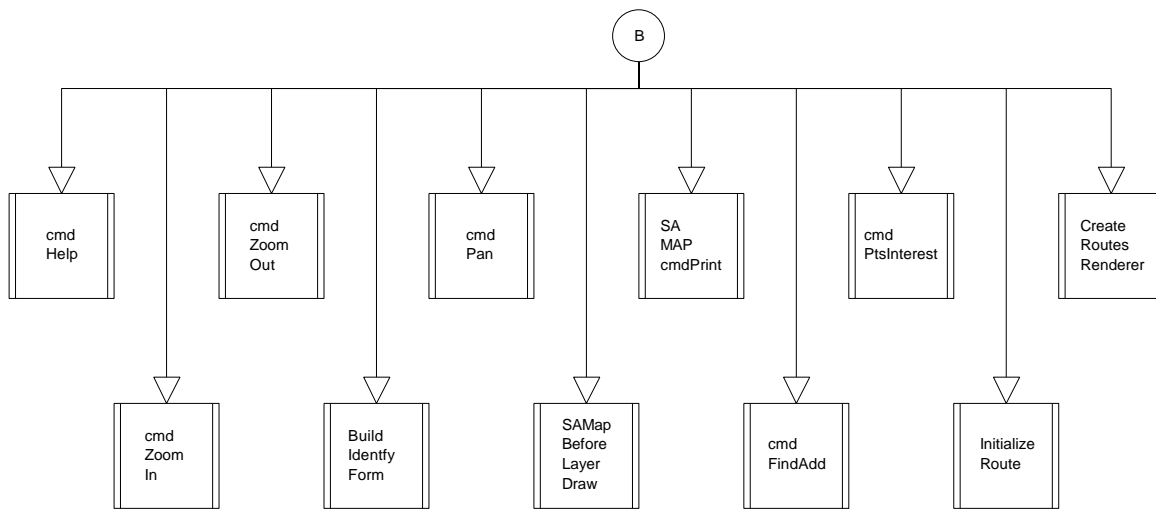 B
cmd
Help
cmd
Zoom
Out
cmd
Pan
SA
MAP
cmdPrint
cmd
PtsInterest
Create
Routes
Renderer
cmd
Zoom
In
Build
Identfy
Form
SAMap
Before
Layer
Draw
cmd
FindAdd
Initialize
Route